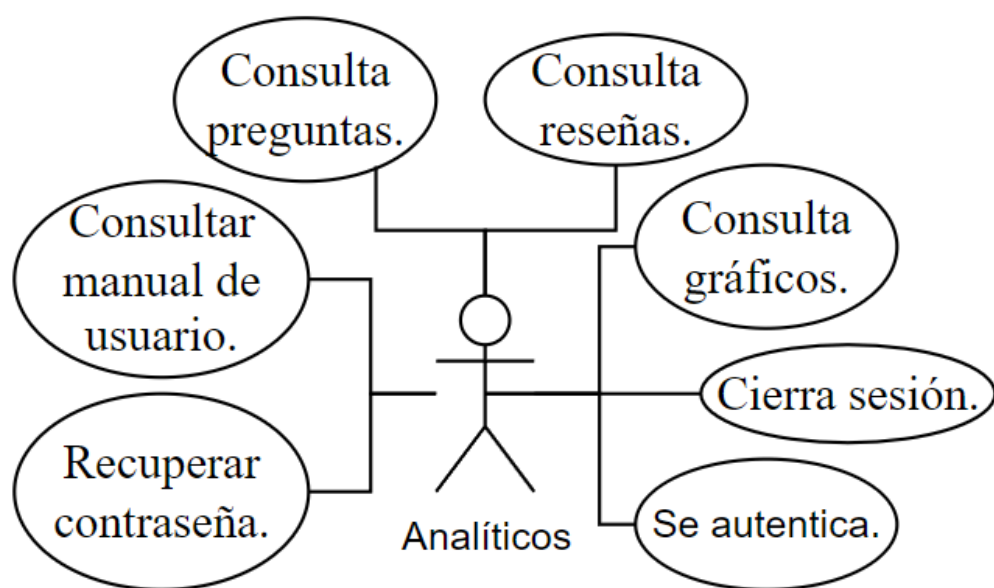 Consulta
preguntas.
Consulta
reseñas.
Consultar
manual de
usuario.
Consulta
gráficos.
Cierra sesión.
Recuperar
contraseña.
Se autentica.
Analíticos